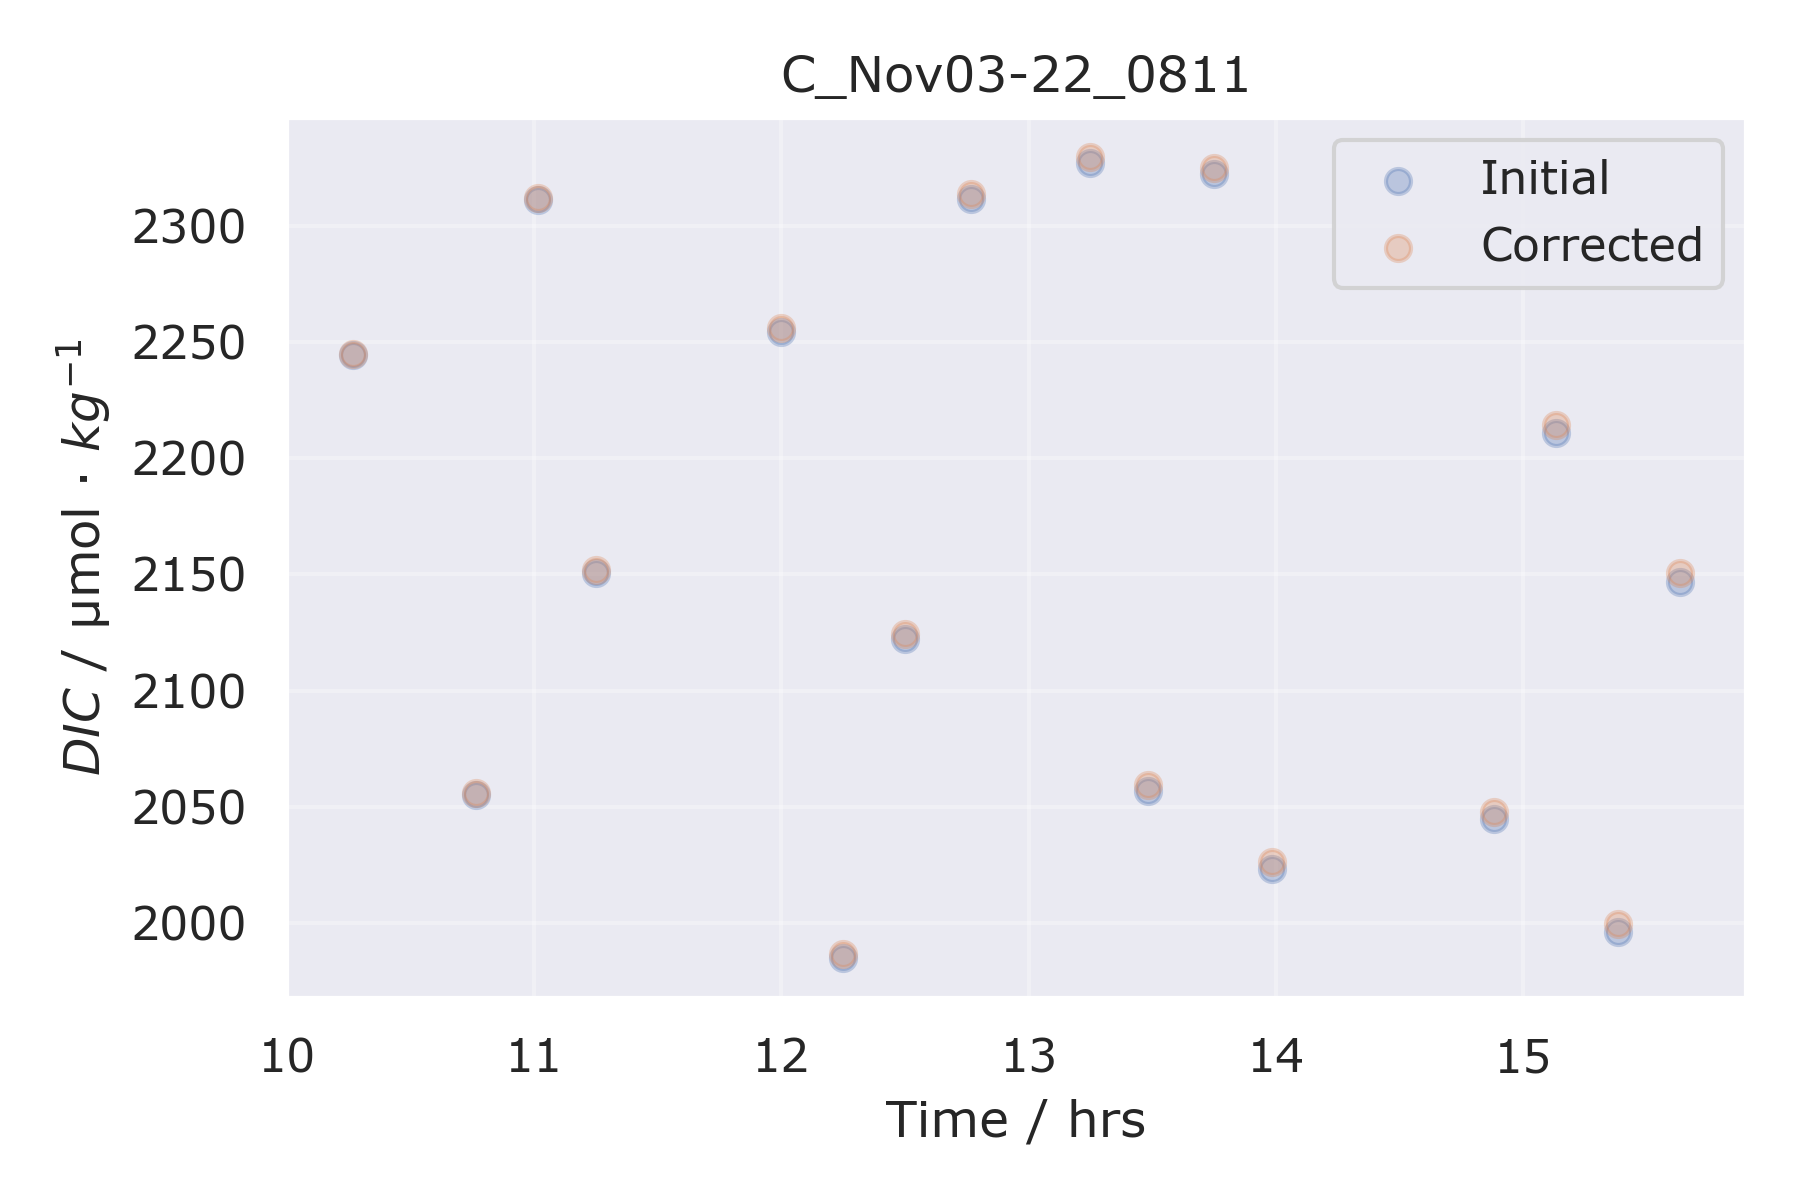 C_Nov03-22_0811
Initial
Corrected
2300
2250
2200
2150
2100
2050
2000
DIC / μmol · kg⁻¹
10 11 12 13 14 15
Time / hrs